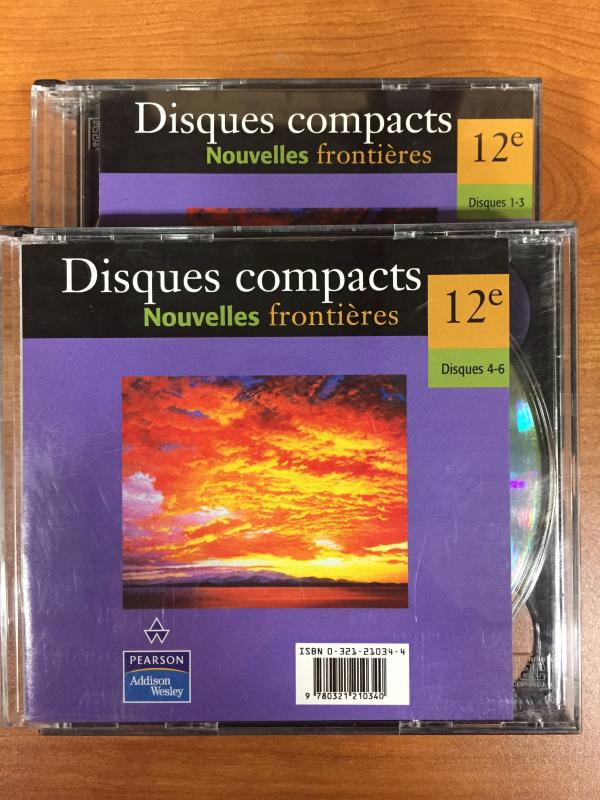 Disques compacts
Nouvelles frontières
12e
Disques 1-3
Disques compacts
Nouvelles frontières
12e
Disques 4-6
PEARSON
Addison
Wesley
ISBN 0-321-21034-4
9 780321 210340